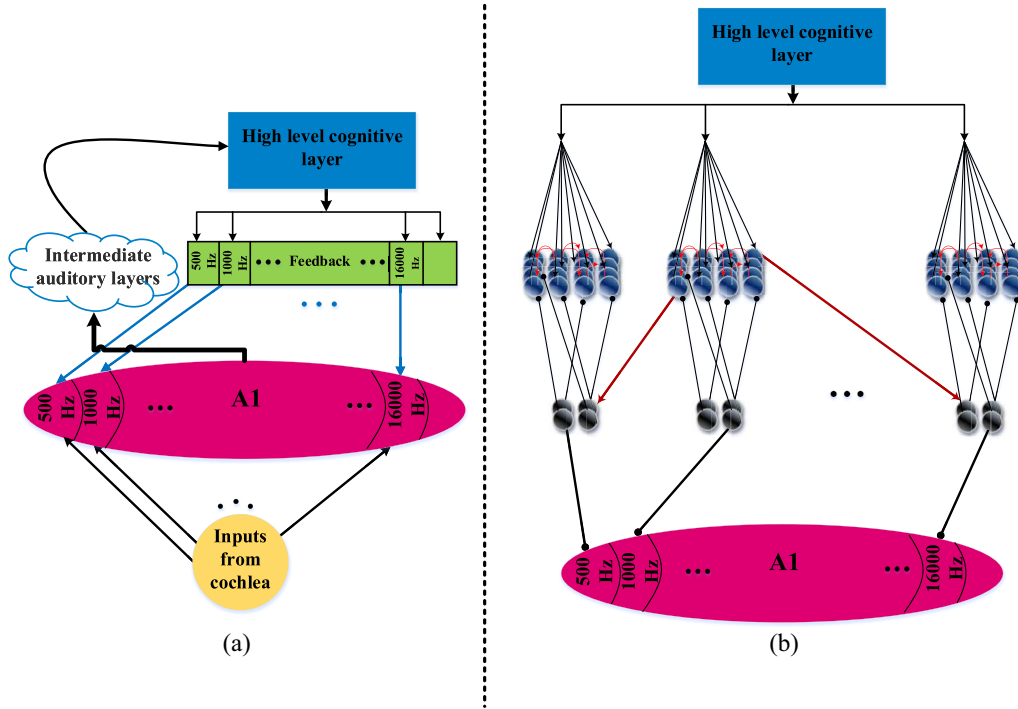 High level cognitive
layer
Intermediate
auditory layers
500
Hz
1000
Hz
••• Feedback •••
16000
Hz
•••
A1
500
Hz
1000
Hz
•••
•••
16000
Hz
•••
Inputs
from
cochlea
(a)
High level cognitive
layer
•••
A1
500
Hz
1000
Hz
•••
•••
16000
Hz
(b)